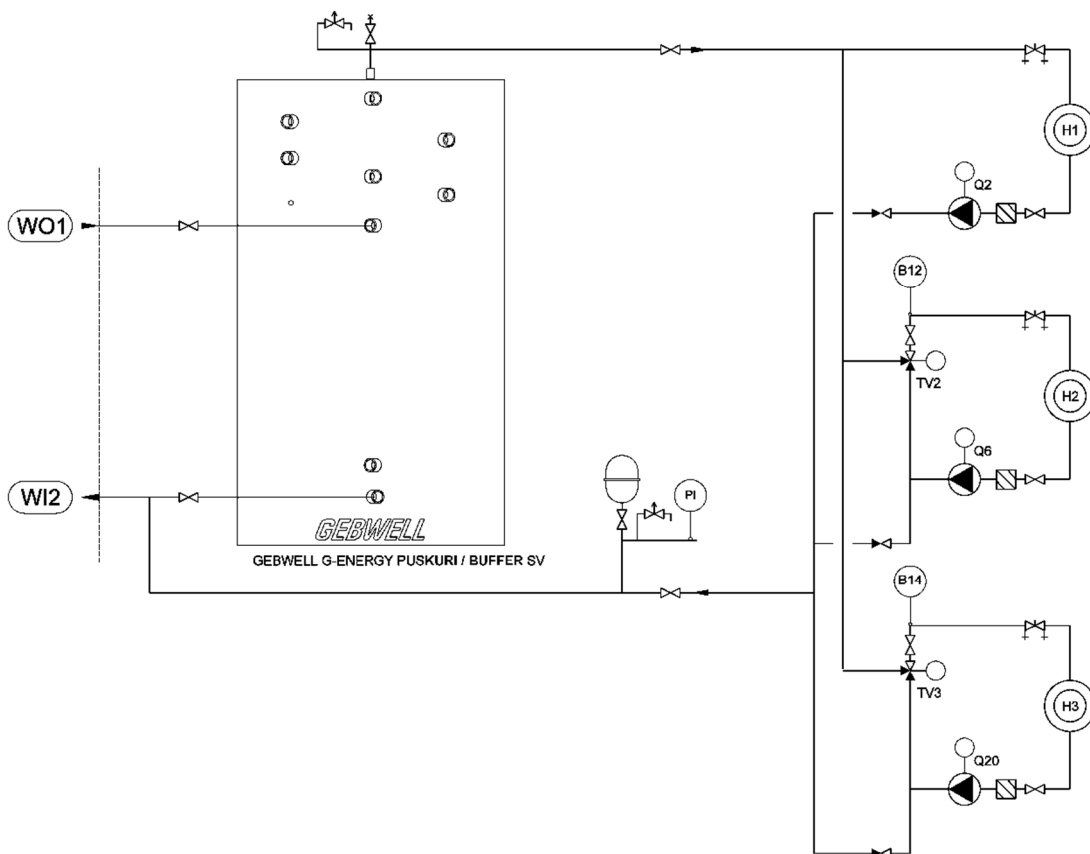 H1
Q2
WO1
B12
TV2
H2
Q6
WI2
PI
GEBWELL
GEBWELL G-ENERGY PUSKURI / BUFFER SV
B14
TV3
H3
Q20